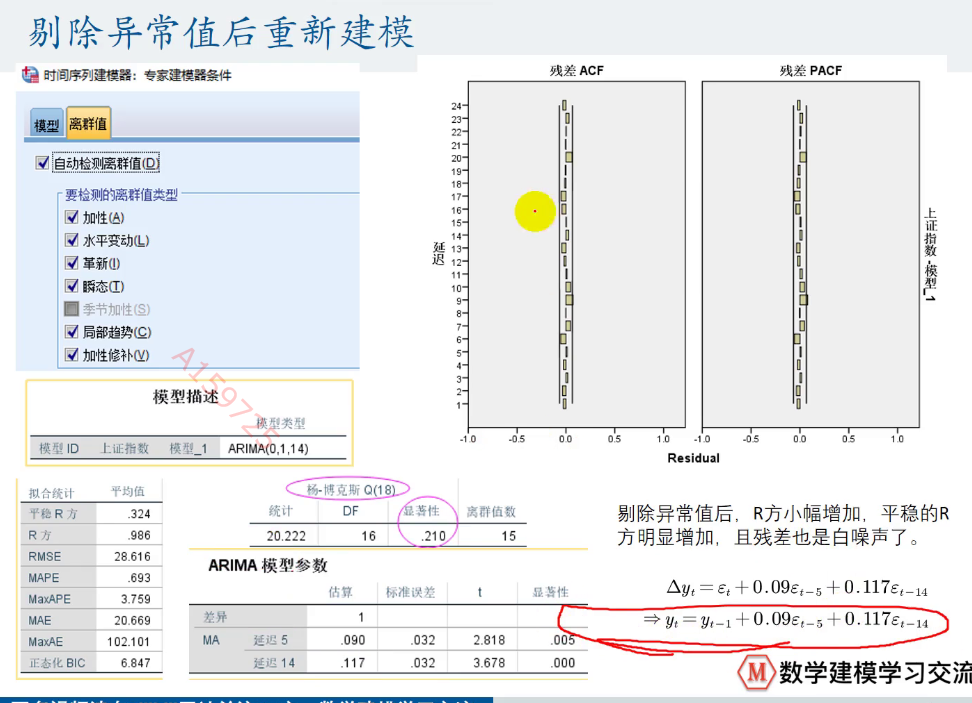 剔除异常值后重新建模
时间序列建模器：专家建模器条件
模型 离群值
自动检测离群值(D)
要检测的离群值类型
加性(A)
水平变动(L)
革新(I)
瞬态(T)
季节加性(S)
局部趋势(C)
加性修补(V)
A159725
模型描述
模型类型
模型 ID 上证指数 模型_1 ARIMA(0,1,14)
残差 ACF 残差 PACF
24
23
22
21
20
19
18
17
16
15
14
13
12
11
10
9
8
7
6
5
4
3
2
1
延迟
-1.0 -0.5 0.0 0.5 1.0 -1.0 -0.5 0.0 0.5 1.0
Residual
上证指数-模型_1
拟合统计 平均值
平稳 R 方 .324
R 方 .986
RMSE 28.616
MAPE .693
MaxAPE 3.759
MAE 20.669
MaxAE 102.101
正态化 BIC 6.847
杨-博克斯 Q(18)
统计 DF 显著性 离群值数
20.222 16 .210 15
ARIMA 模型参数
估算 标准误差 t 显著性
差异 1
MA 延迟 5 .090 .032 2.818 .005
延迟 14 .117 .032 3.678 .000
剔除异常值后，R方小幅增加，平稳的R
方明显增加，且残差也是白噪声了。
Δyₜ = εₜ + 0.09εₜ₋₅ + 0.117εₜ₋₁₄
⇒ yₜ = yₜ₋₁ + 0.09εₜ₋₅ + 0.117εₜ₋₁₄
M 数学建模学习交流